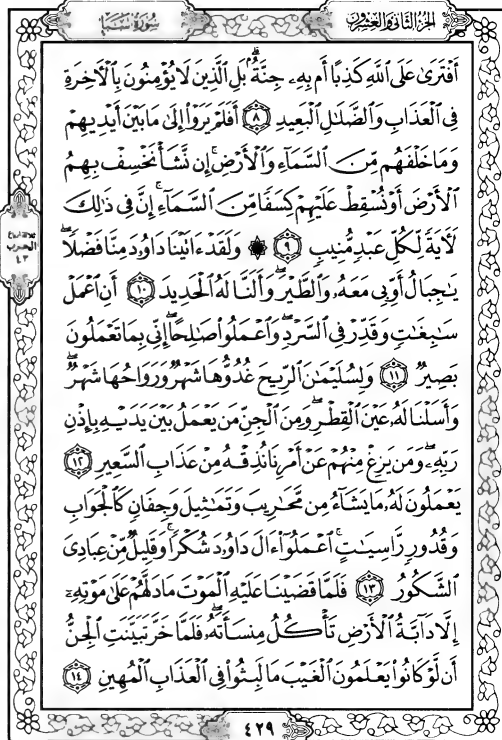 الجزء الثاني والعشرون
سورة سبإ
أَفْتَرَىٰ عَلَى ٱللَّهِ كَذِبًا أَم بِهِۦ جِنَّةٌۢ ۗ بَلِ ٱلَّذِينَ لَا يُؤْمِنُونَ بِٱلْـَٔاخِرَةِ
فِى ٱلْعَذَابِ وَٱلضَّلَـٰلِ ٱلْبَعِيدِ ٨ أَفَلَمْ يَرَوْا۟ إِلَىٰ مَا بَيْنَ أَيْدِيهِمْ
وَمَا خَلْفَهُم مِّنَ ٱلسَّمَآءِ وَٱلْأَرْضِ ۚ إِن نَّشَأْ نَخْسِفْ بِهِمُ
ٱلْأَرْضَ أَوْ نُسْقِطْ عَلَيْهِمْ كِسَفًا مِّنَ ٱلسَّمَآءِ ۚ إِنَّ فِى ذَٰلِكَ
لَـَٔايَةً لِّكُلِّ عَبْدٍ مُّنِيبٍ ٩ ۞ وَلَقَدْ ءَاتَيْنَا دَاوُۥدَ مِنَّا فَضْلًا ۖ
يَـٰجِبَالُ أَوِّبِى مَعَهُۥ وَٱلطَّيْرَ ۖ وَأَلَنَّا لَهُ ٱلْحَدِيدَ ١٠ أَنِ ٱعْمَلْ
سَـٰبِغَـٰتٍ وَقَدِّرْ فِى ٱلسَّرْدِ ۖ وَٱعْمَلُوا۟ صَـٰلِحًا ۖ إِنِّى بِمَا تَعْمَلُونَ
بَصِيرٌ ١١ وَلِسُلَيْمَـٰنَ ٱلرِّيحَ غُدُوُّهَا شَهْرٌ وَرَوَاحُهَا شَهْرٌ ۖ
وَأَسَلْنَا لَهُۥ عَيْنَ ٱلْقِطْرِ ۖ وَمِنَ ٱلْجِنِّ مَن يَعْمَلُ بَيْنَ يَدَيْهِ بِإِذْنِ
رَبِّهِۦ ۖ وَمَن يَزِغْ مِنْهُمْ عَنْ أَمْرِنَا نُذِقْهُ مِنْ عَذَابِ ٱلسَّعِيرِ ١٢
يَعْمَلُونَ لَهُۥ مَا يَشَآءُ مِن مَّحَـٰرِيبَ وَتَمَـٰثِيلَ وَجِفَانٍ كَٱلْجَوَابِ
وَقُدُورٍ رَّاسِيَـٰتٍ ۚ ٱعْمَلُوٓا۟ ءَالَ دَاوُۥدَ شُكْرًا ۚ وَقَلِيلٌ مِّنْ عِبَادِىَ
ٱلشَّكُورُ ١٣ فَلَمَّا قَضَيْنَا عَلَيْهِ ٱلْمَوْتَ مَا دَلَّهُمْ عَلَىٰ مَوْتِهِۦٓ
إِلَّا دَآبَّةُ ٱلْأَرْضِ تَأْكُلُ مِنسَأَتَهُۥ ۖ فَلَمَّا خَرَّ تَبَيَّنَتِ ٱلْجِنُّ
أَن لَّوْ كَانُوا۟ يَعْلَمُونَ ٱلْغَيْبَ مَا لَبِثُوا۟ فِى ٱلْعَذَابِ ٱلْمُهِينِ ١٤
الحزب
٤٣
٤٢٩